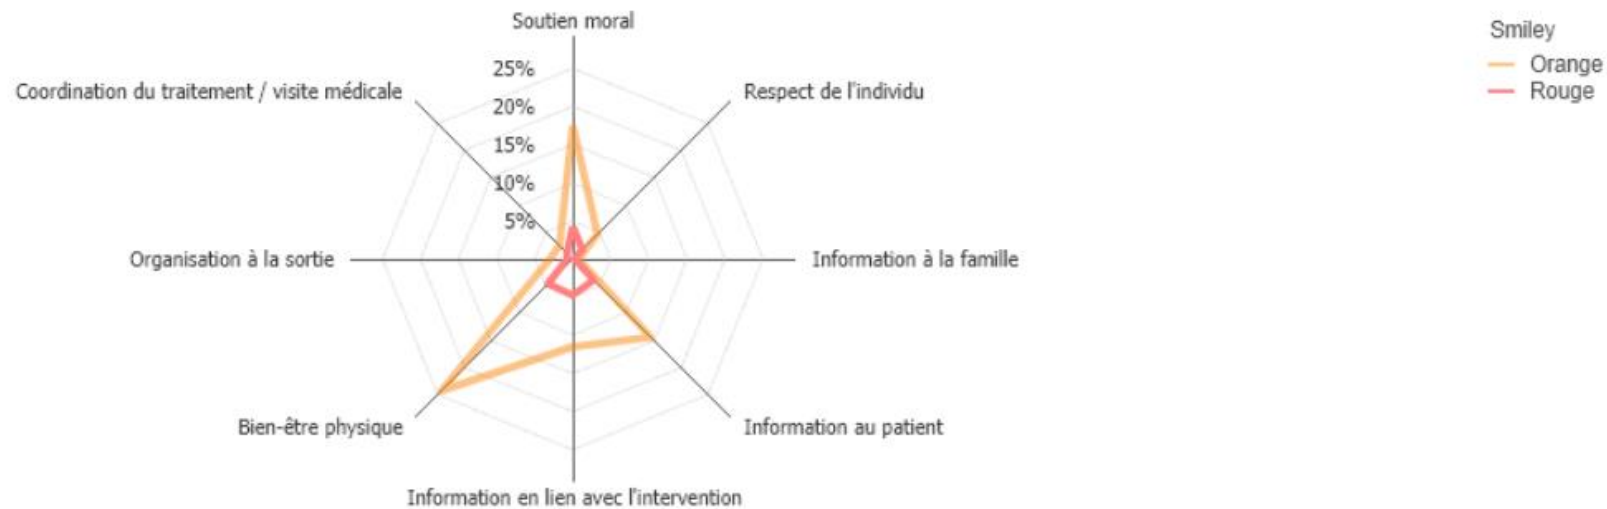 Soutien moral
Smiley
Orange
Rouge
25%
20%
15%
10%
5%
Coordination du traitement / visite médicale
Respect de l'individu
Organisation à la sortie
Information à la famille
Bien-être physique
Information au patient
Information en lien avec l'intervention